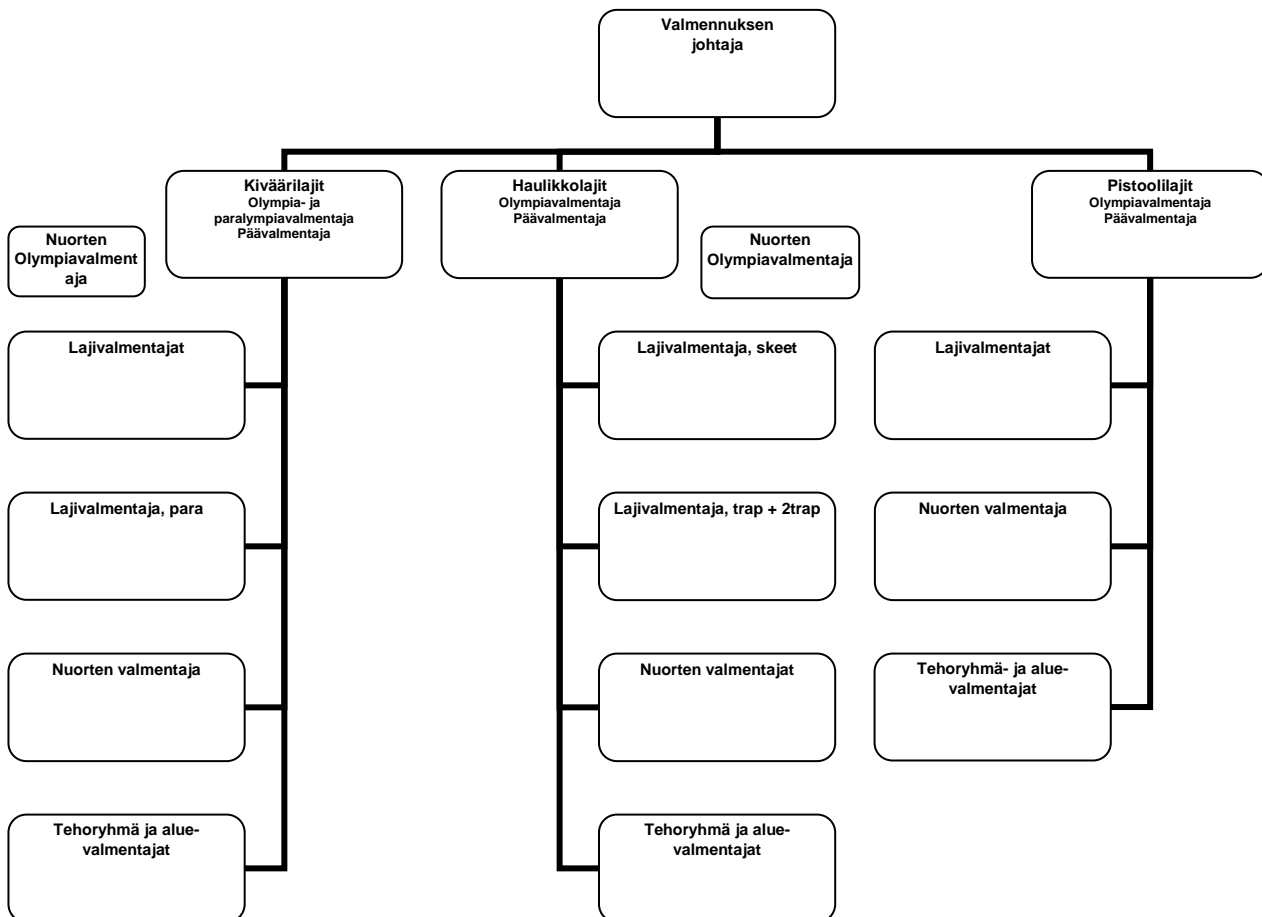 Valmennuksen
johtaja
Kiväärilajit
Olympia- ja
paralympiavalmentaja
Päävalmentaja
Haulikkolajit
Olympiavalmentaja
Päävalmentaja
Pistoolilajit
Olympiavalmentaja
Päävalmentaja
Nuorten
Olympiavalment
aja
Nuorten
Olympiavalmentaja
Lajivalmentajat
Lajivalmentaja, skeet
Lajivalmentajat
Lajivalmentaja, para
Lajivalmentaja, trap + 2trap
Nuorten valmentaja
Nuorten valmentaja
Nuorten valmentajat
Tehoryhmä- ja alue-
valmentajat
Tehoryhmä ja alue-
valmentajat
Tehoryhmä ja alue-
valmentajat